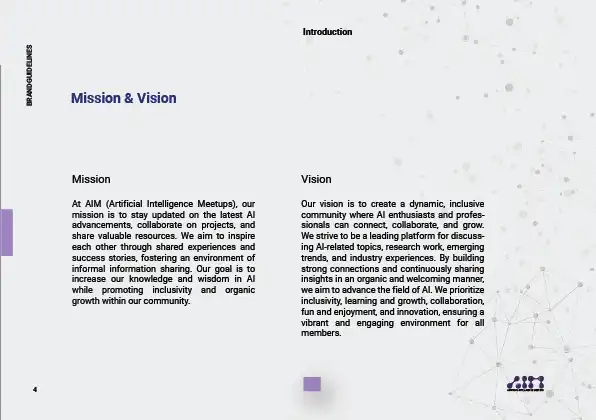 Introduction
BRAND GUIDELINES
Mission & Vision
Mission
At AIM (Artificial Intelligence Meetups), our
mission is to stay updated on the latest AI
advancements, collaborate on projects, and
share valuable resources. We aim to inspire
each other through shared experiences and
success stories, fostering an environment of
informal information sharing. Our goal is to
increase our knowledge and wisdom in AI
while promoting inclusivity and organic
growth within our community.
Vision
Our vision is to create a dynamic, inclusive
community where AI enthusiasts and profes-
sionals can connect, collaborate, and grow.
We strive to be a leading platform for discuss-
ing AI-related topics, research work, emerging
trends, and industry experiences. By building
strong connections and continuously sharing
insights in an organic and welcoming manner,
we aim to advance the field of AI. We prioritize
inclusivity, learning and growth, collaboration,
fun and enjoyment, and innovation, ensuring a
vibrant and engaging environment for all
members.
4
AIM